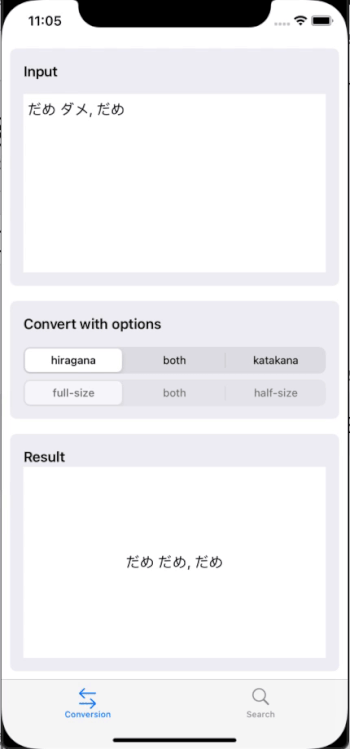 11:05
Input
だめ ダメ, だめ
Convert with options
hiragana both katakana
full-size both half-size
Result
だめ だめ, だめ
Conversion Search